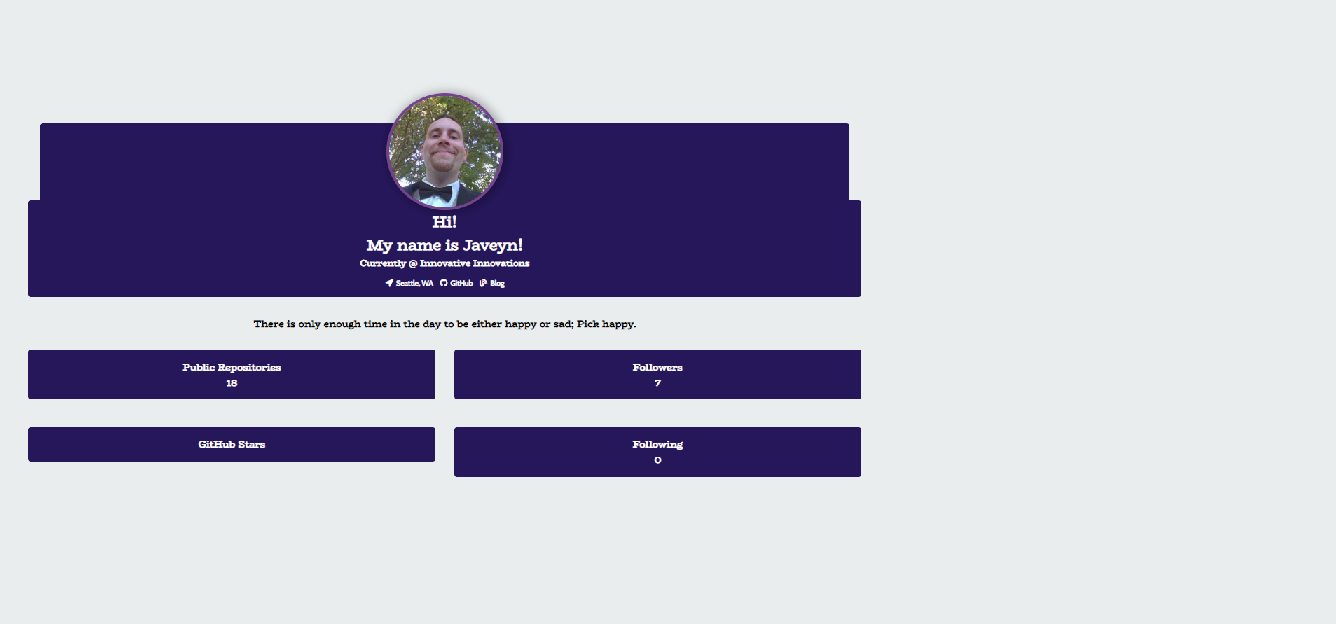 Hi!
My name is Javeyn!
Currently @ Innovative Innovations
Seattle, WA GitHub Blog
There is only enough time in the day to be either happy or sad; Pick happy.
Public Repositories
18
Followers
7
GitHub Stars
Following
0